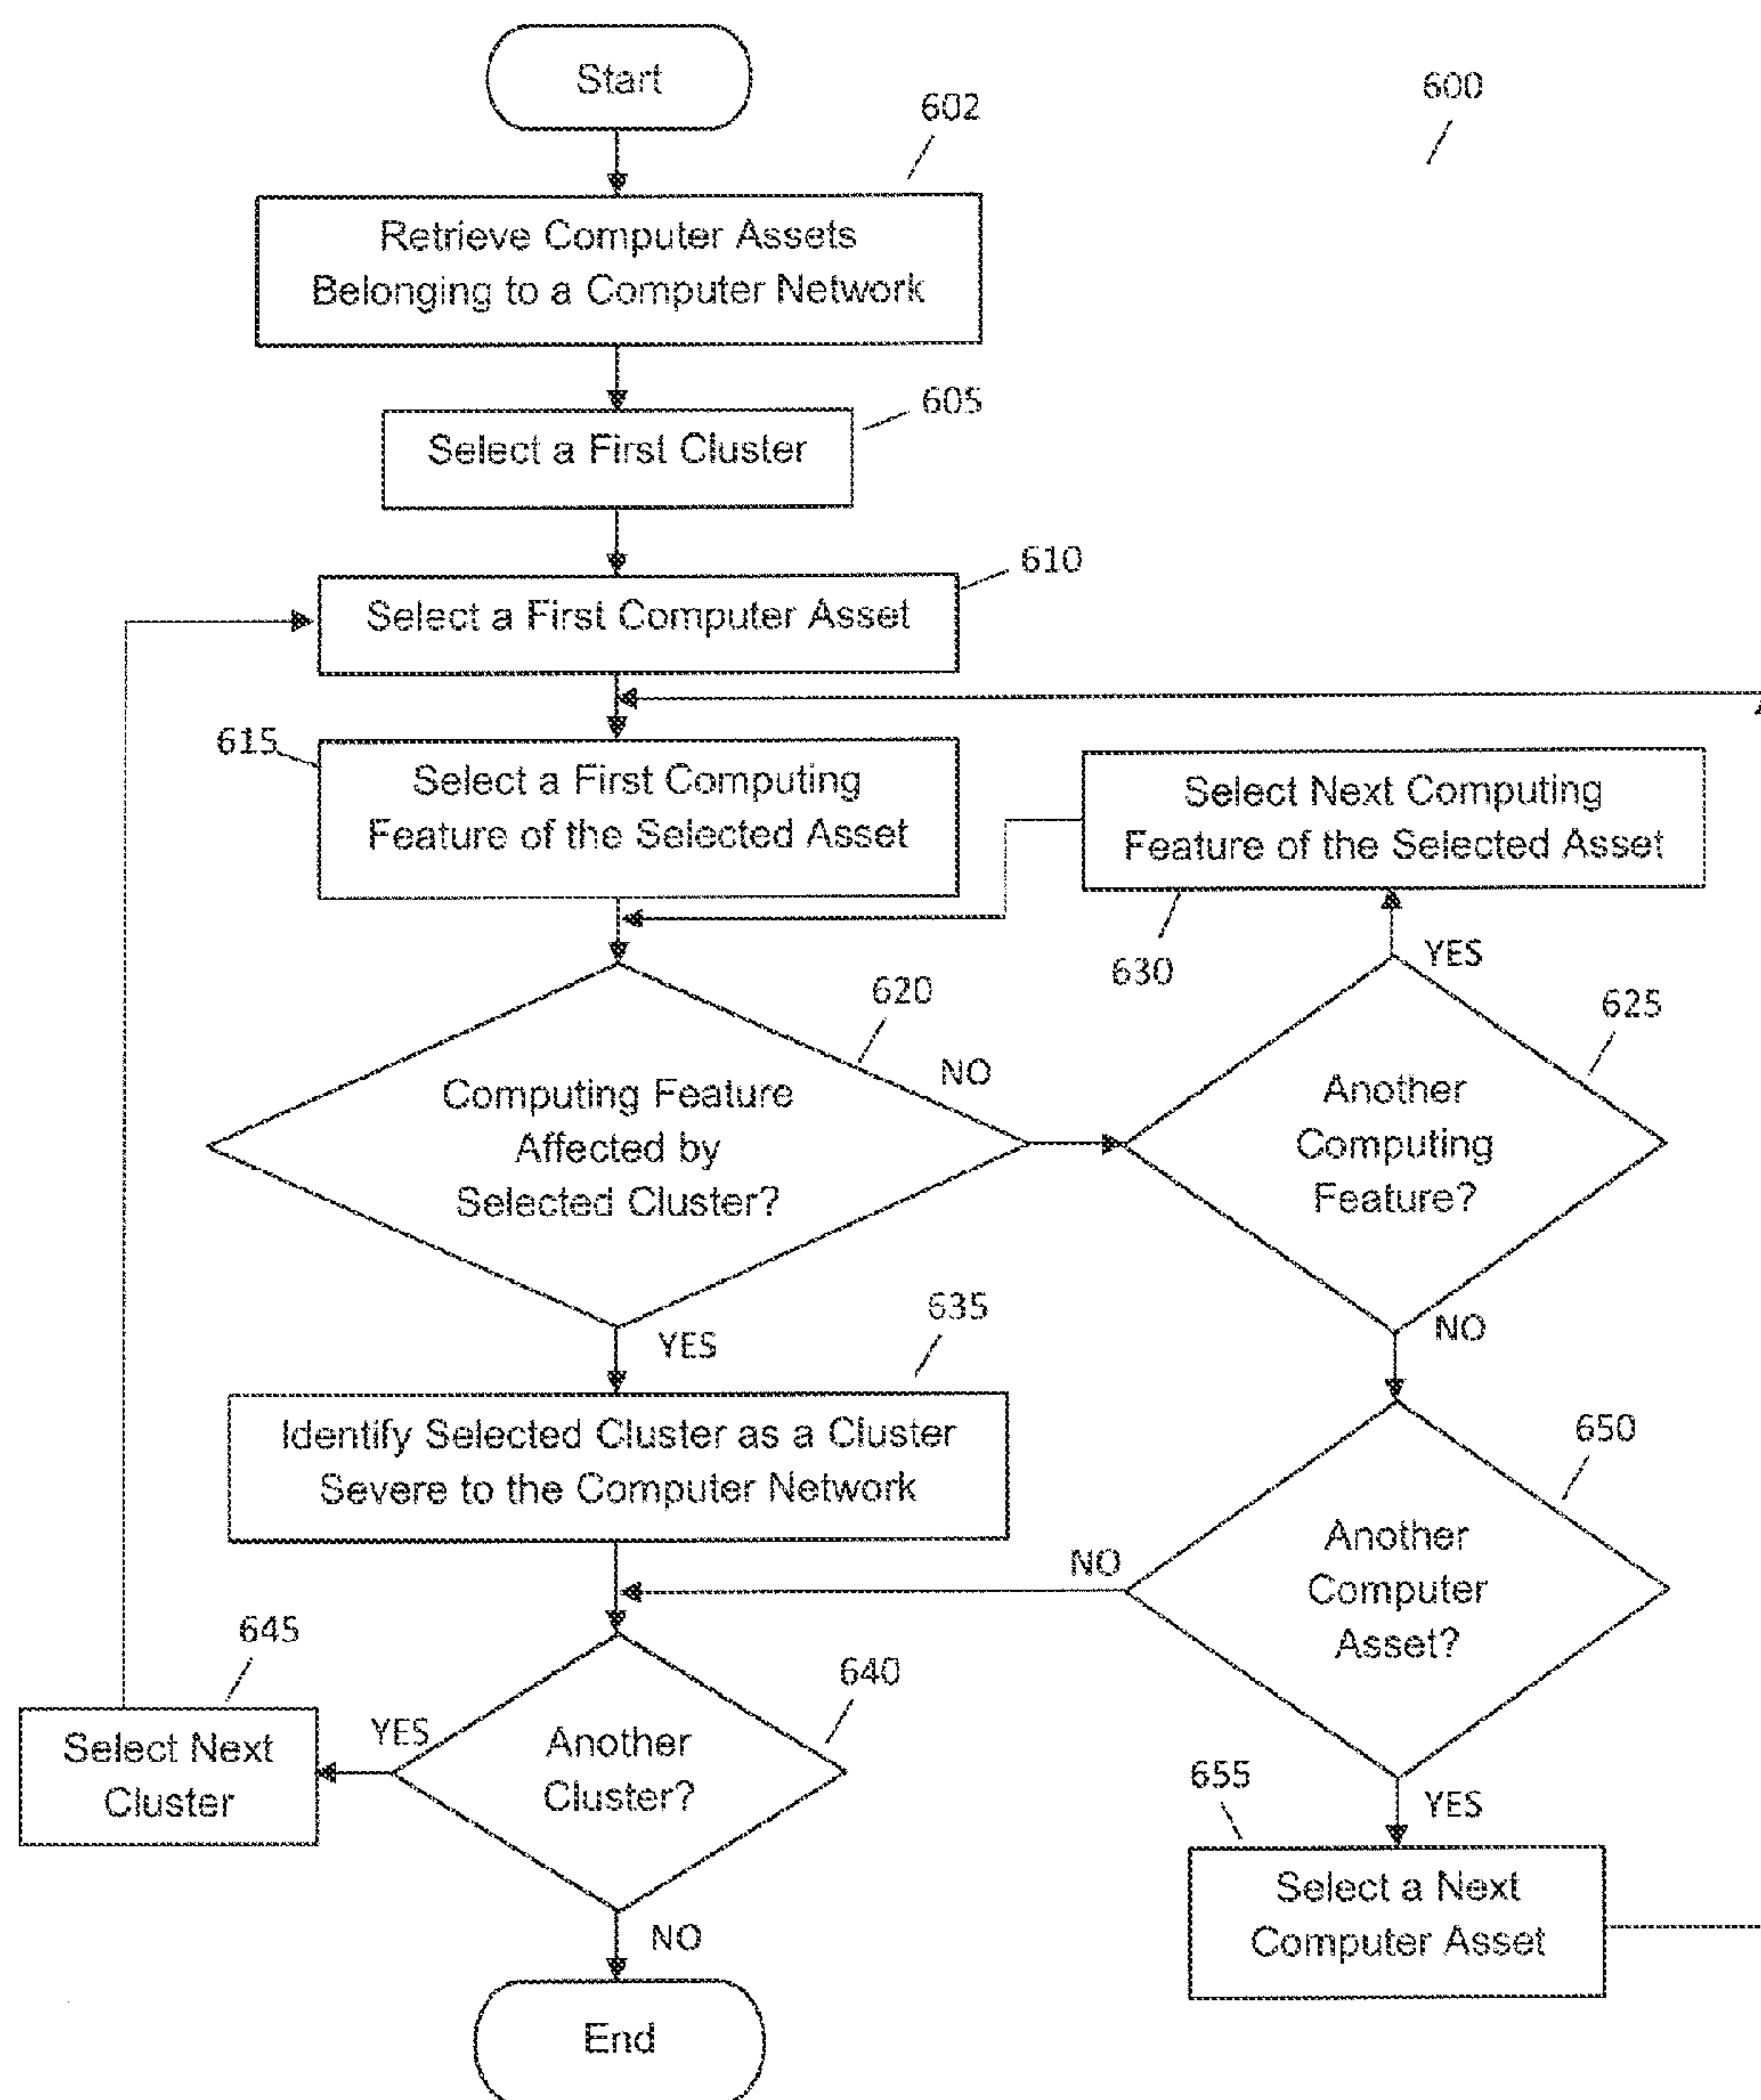 Start
600
602
Retrieve Computer Assets
Belonging to a Computer Network
605
Select a First Cluster
610
Select a First Computer Asset
615
Select a First Computing
Feature of the Selected Asset
Select Next Computing
Feature of the Selected Asset
630
YES
620
NO
625
Computing Feature
Affected by
Selected Cluster?
Another
Computing
Feature?
YES
NO
635
Identify Selected Cluster as a Cluster
Severe to the Computer Network
650
NO
Another
Computer
Asset?
645
640
Select Next
Cluster
YES
Another
Cluster?
655
YES
Select a Next
Computer Asset
NO
End